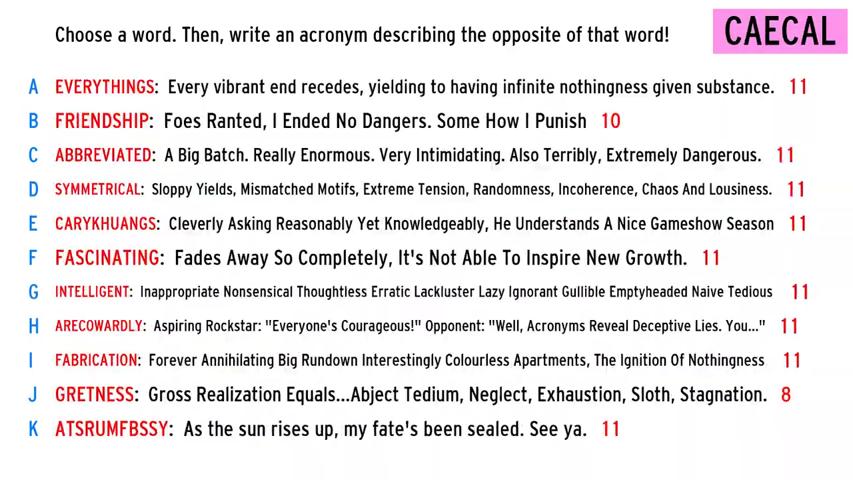 Choose a word. Then, write an acronym describing the opposite of that word!
CAECAL
A EVERYTHINGS: Every vibrant end recedes, yielding to having infinite nothingness given substance. 11
B FRIENDSHIP: Foes Ranted, I Ended No Dangers. Some How I Punish 10
C ABBREVIATED: A Big Batch. Really Enormous. Very Intimidating. Also Terribly, Extremely Dangerous. 11
D SYMMETRICAL: Sloppy Yields, Mismatched Motifs, Extreme Tension, Randomness, Incoherence, Chaos And Lousiness. 11
E CARYKHUANGS: Cleverly Asking Reasonably Yet Knowledgeably, He Understands A Nice Gameshow Season 11
F FASCINATING: Fades Away So Completely, It's Not Able To Inspire New Growth. 11
G INTELLIGENT: Inappropriate Nonsensical Thoughtless Erratic Lackluster Lazy Ignorant Gullible Emptyheaded Naive Tedious 11
H ARECOWARDLY: Aspiring Rockstar: "Everyone's Courageous!" Opponent: "Well, Acronyms Reveal Deceptive Lies. You..." 11
I FABRICATION: Forever Annihilating Big Rundown Interestingly Colourless Apartments, The Ignition Of Nothingness 11
J GRETNESS: Gross Realization Equals...Abject Tedium, Neglect, Exhaustion, Sloth, Stagnation. 8
K ATSRUMFBSSY: As the sun rises up, my fate's been sealed. See ya. 11